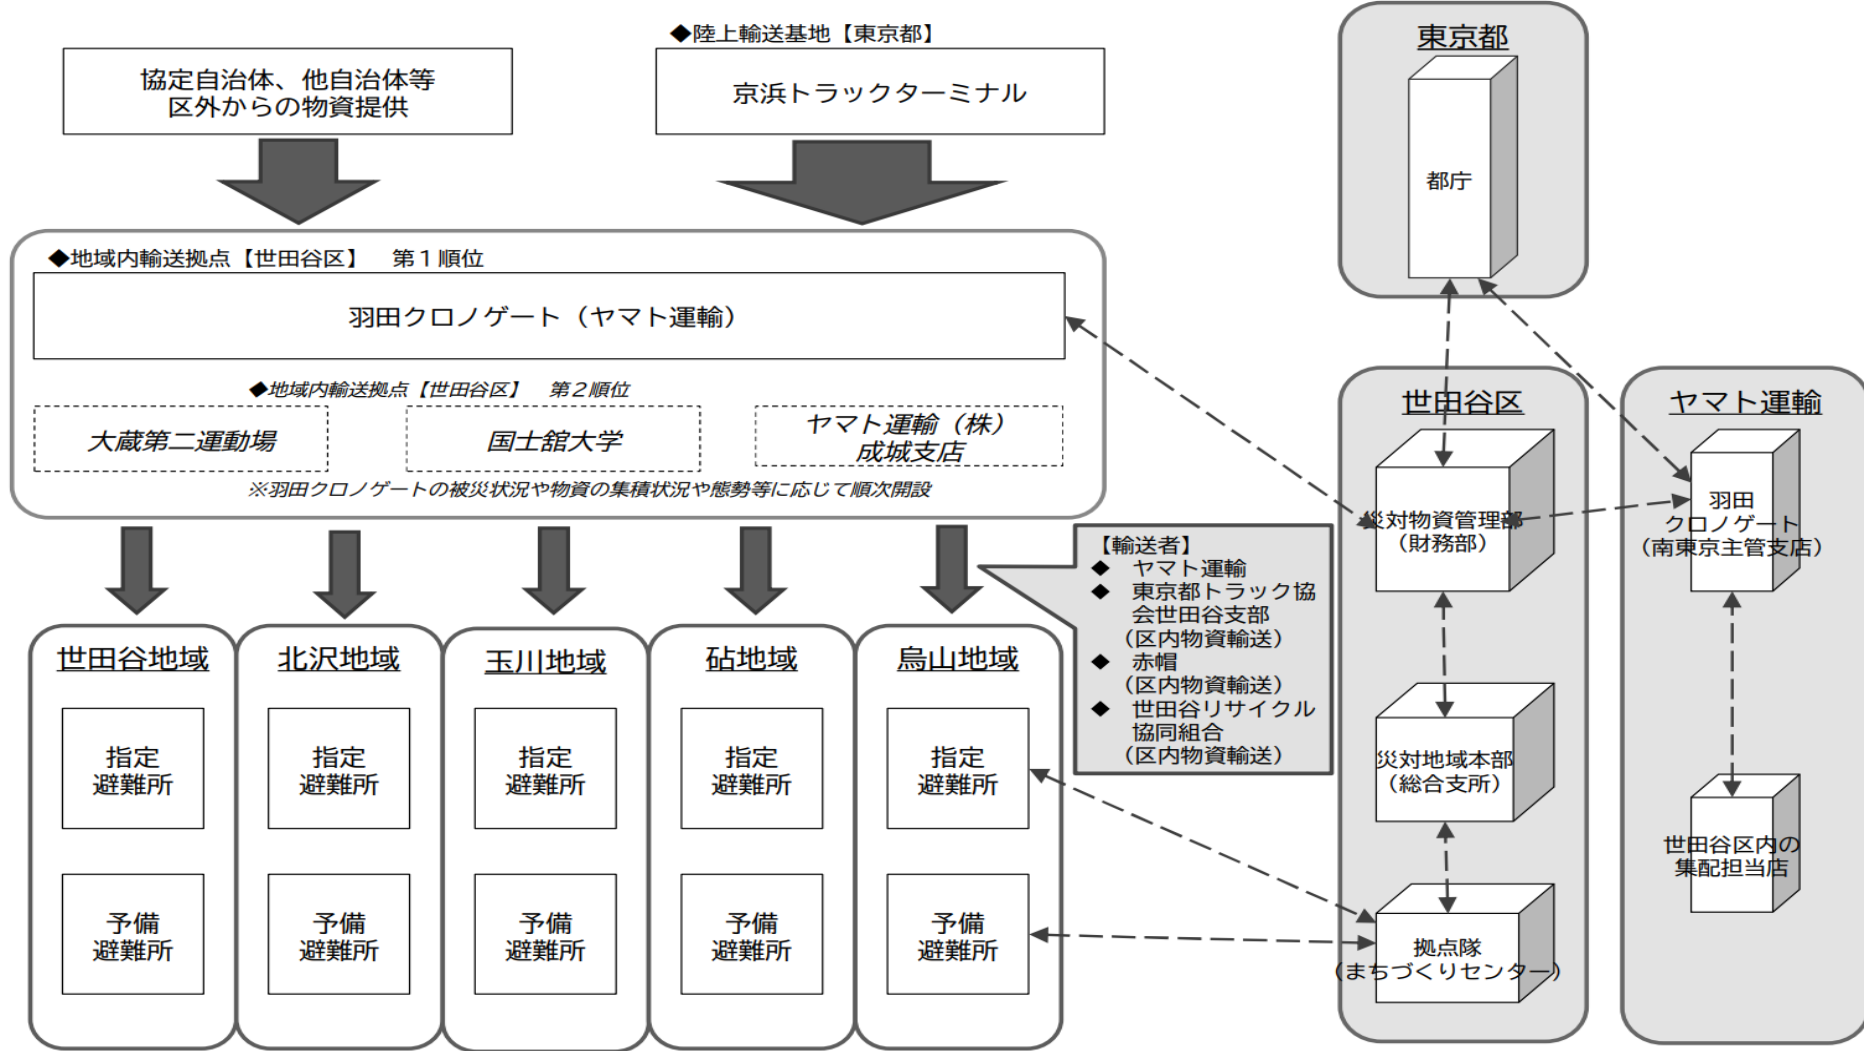 ◆陸上輸送基地【東京都】
協定自治体、他自治体等
区外からの物資提供
京浜トラックターミナル
◆地域内輸送拠点【世田谷区】　第１順位
羽田クロノゲート（ヤマト運輸）
◆地域内輸送拠点【世田谷区】　第２順位
大蔵第二運動場
国士舘大学
ヤマト運輸（株）
成城支店
※羽田クロノゲートの被災状況や物資の集積状況や態勢等に応じて順次開設
【輸送者】
◆　ヤマト運輸
◆　東京都トラック協
会世田谷支部
（区内物資輸送）
◆　赤帽
（区内物資輸送）
◆　世田谷リサイクル
協同組合
（区内物資輸送）
世田谷地域
指定
避難所
予備
避難所
北沢地域
指定
避難所
予備
避難所
玉川地域
指定
避難所
予備
避難所
砧地域
指定
避難所
予備
避難所
烏山地域
指定
避難所
予備
避難所
東京都
都庁
世田谷区
災対物資管理部
（財務部）
災対地域本部
（総合支所）
拠点隊
（まちづくりセンター）
ヤマト運輸
羽田
クロノゲート
（南東京主管支店）
世田谷区内の
集配担当店